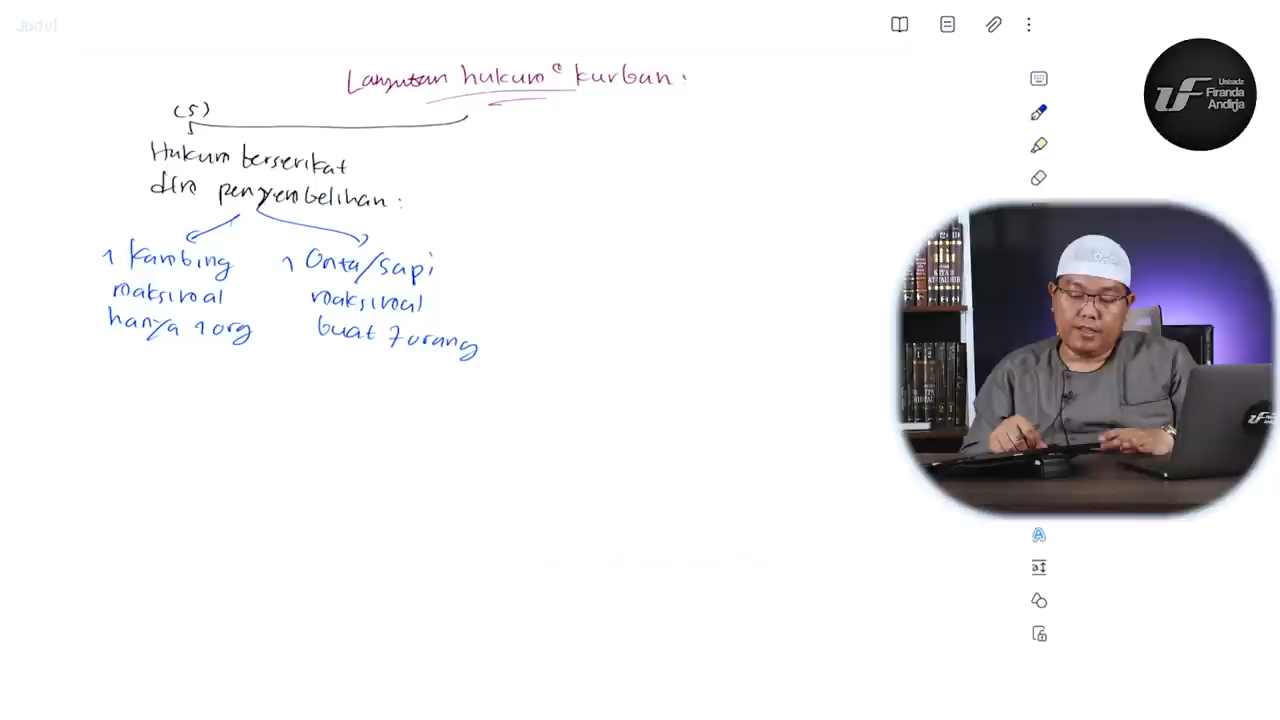 Judul
Lanjutan hukum² kurban.
(5)
Hukum berserikat
dlm penyembelihan :
1 Kambing
maksimal
hanya 1 org
1 Onta/sapi
maksimal
buat 7 orang
Ustadz
Firanda
Andirja